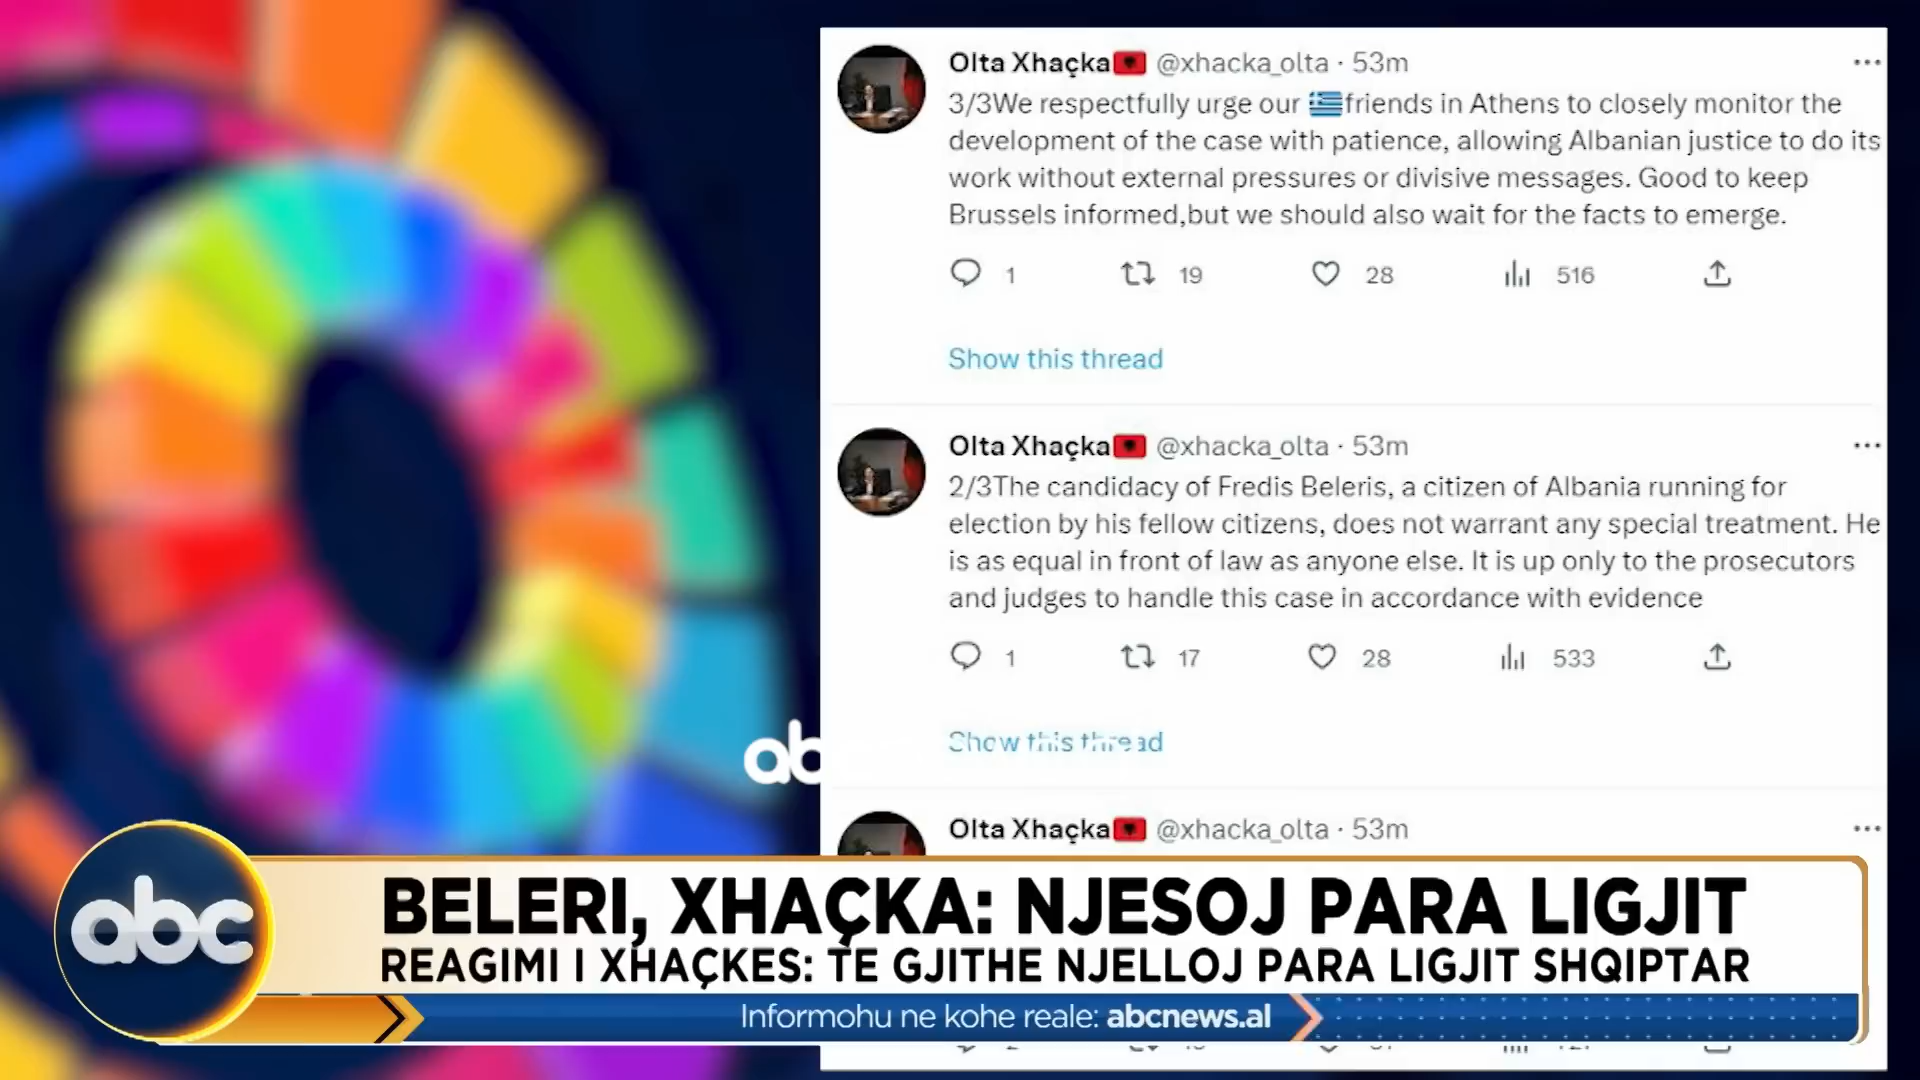 Olta Xhaçka @xhacka_olta · 53m
3/3We respectfully urge our friends in Athens to closely monitor the
development of the case with patience, allowing Albanian justice to do its
work without external pressures or divisive messages. Good to keep
Brussels informed,but we should also wait for the facts to emerge.
1 19 28 516
Show this thread
Olta Xhaçka @xhacka_olta · 53m
2/3The candidacy of Fredis Beleris, a citizen of Albania running for
election by his fellow citizens, does not warrant any special treatment. He
is as equal in front of law as anyone else. It is up only to the prosecutors
and judges to handle this case in accordance with evidence
1 17 28 533
Show this thread
ab
Olta Xhaçka @xhacka_olta · 53m
abc
BELERI, XHAÇKA: NJESOJ PARA LIGJIT
REAGIMI I XHAÇKES: TE GJITHE NJELLOJ PARA LIGJIT SHQIPTAR
Informohu ne kohe reale: abcnews.al